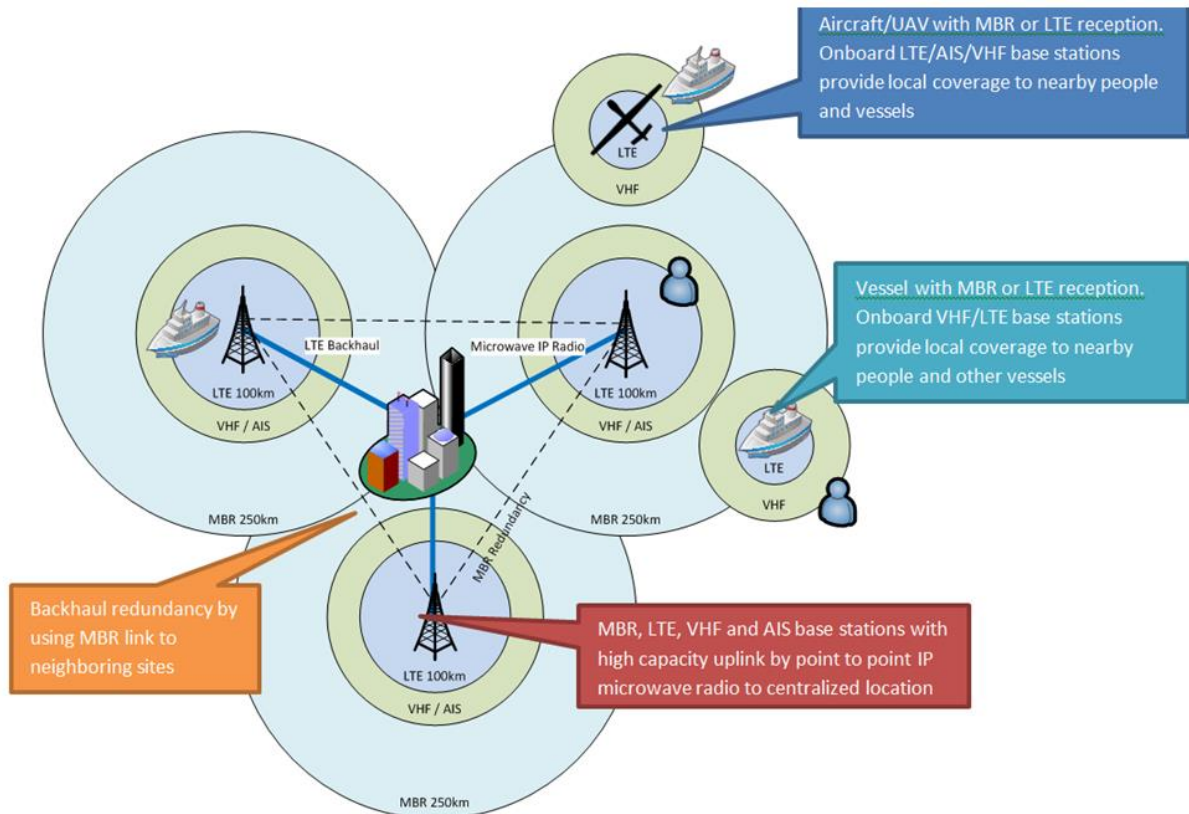 Aircraft/UAV with MBR or LTE reception.
Onboard LTE/AIS/VHF base stations
provide local coverage to nearby people
and vessels
LTE
VHF
Vessel with MBR or LTE reception.
Onboard VHF/LTE base stations
provide local coverage to nearby
people and other vessels
LTE Backhaul
Microwave IP Radio
LTE 100km
VHF / AIS
MBR 250km
LTE 100km
VHF / AIS
MBR 250km
LTE
VHF
MBR Redundancy
Backhaul redundancy by
using MBR link to
neighboring sites
MBR, LTE, VHF and AIS base stations with
high capacity uplink by point to point IP
microwave radio to centralized location
LTE 100km
VHF / AIS
MBR 250km